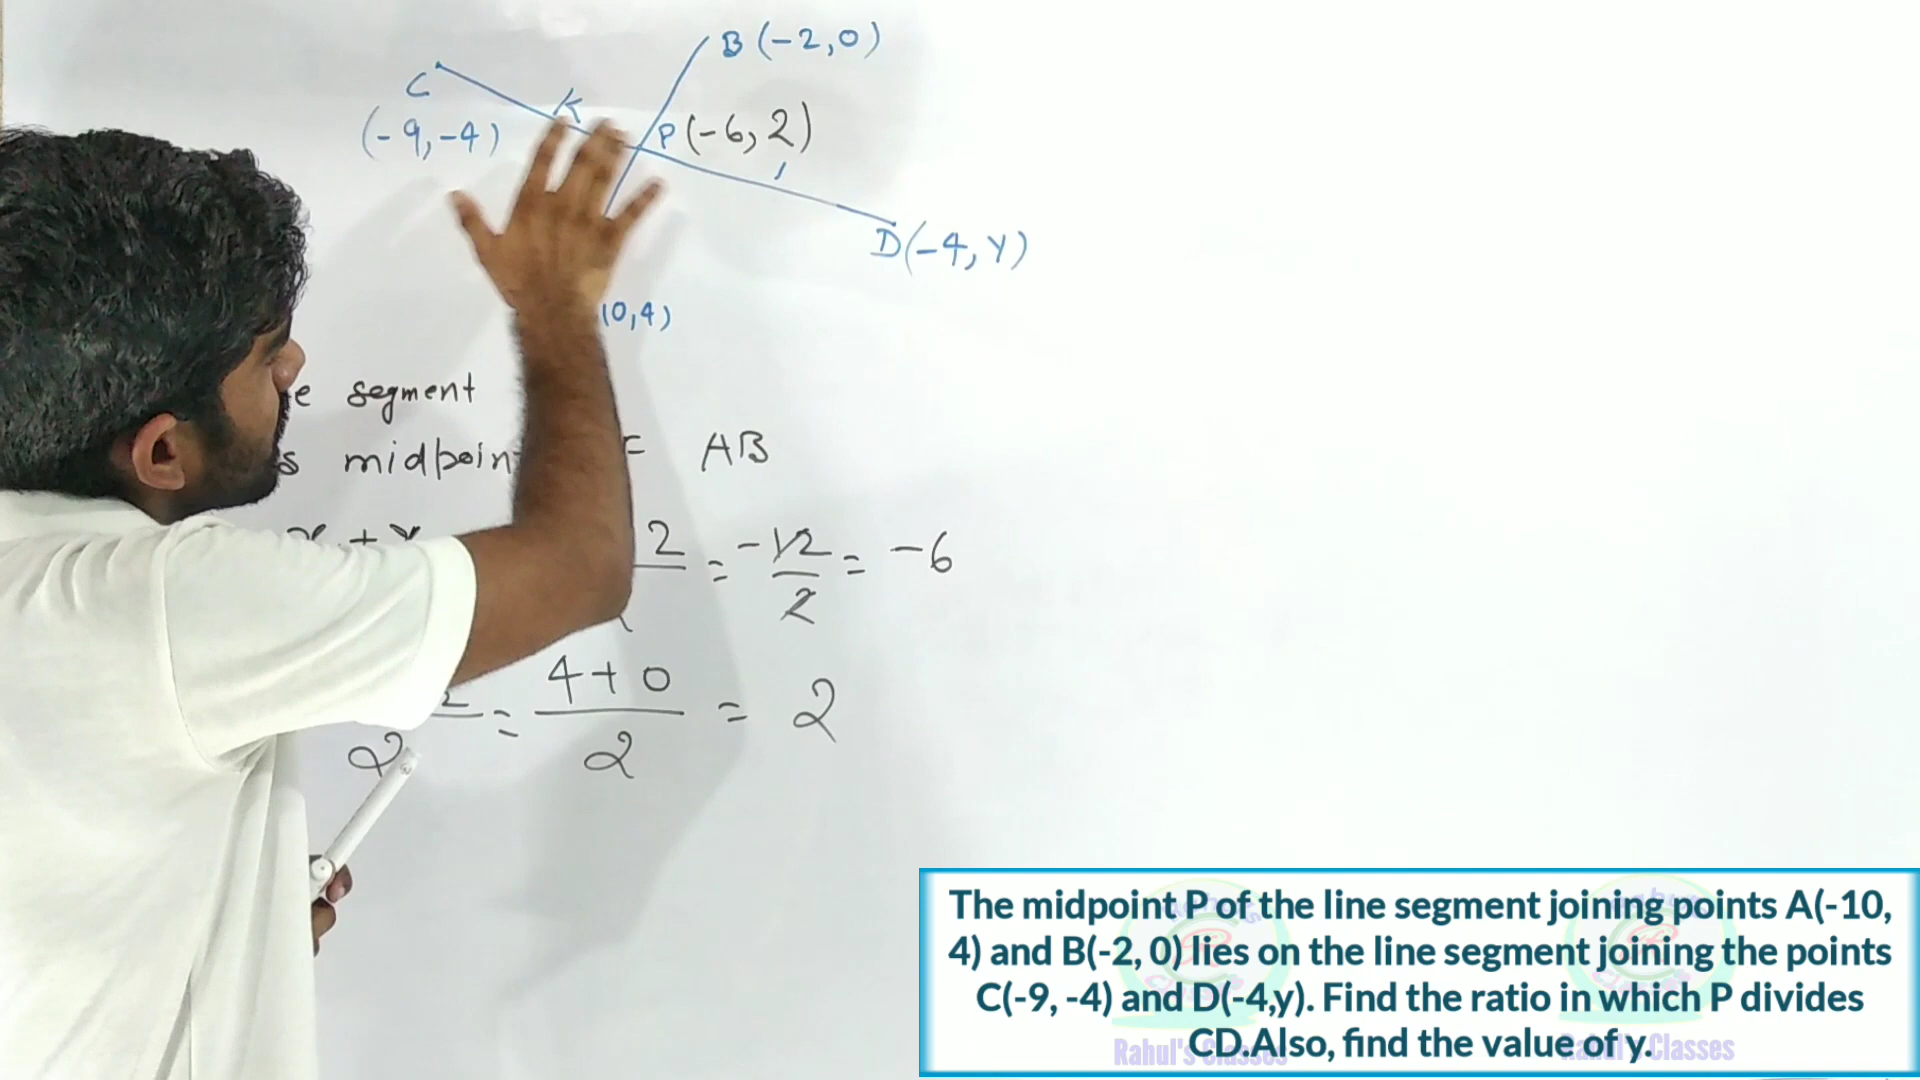 B (-2,0)
C
K
(-9,-4)
P (-6,2)
1
D(-4,Y)
10,4)
e segment
s midpoin = AB
x + x 2 = -12/2 = -6
2 = 4+0/2 = 2
The midpoint P of the line segment joining points A(-10,
4) and B(-2, 0) lies on the line segment joining the points
C(-9, -4) and D(-4,y). Find the ratio in which P divides
CD.Also, find the value of y.
Rahul's Classes
Classes